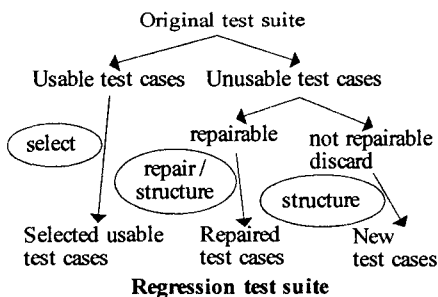 Original test suite
Usable test cases Unusable test cases
select
repairable
not repairable
discard
repair/
structure
structure
Selected usable
test cases
Repaired
test cases
New
test cases
Regression test suite